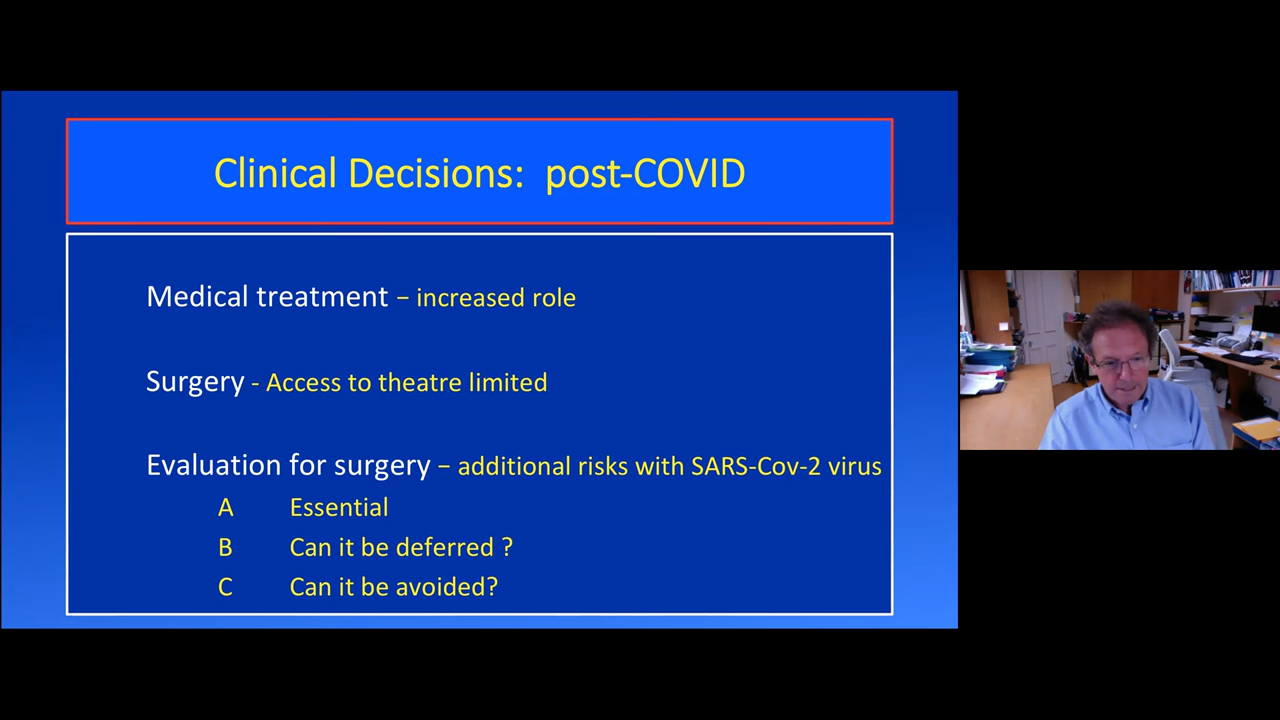 Clinical Decisions: post-COVID
Medical treatment – increased role
Surgery - Access to theatre limited
Evaluation for surgery – additional risks with SARS-Cov-2 virus
A Essential
B Can it be deferred ?
C Can it be avoided?